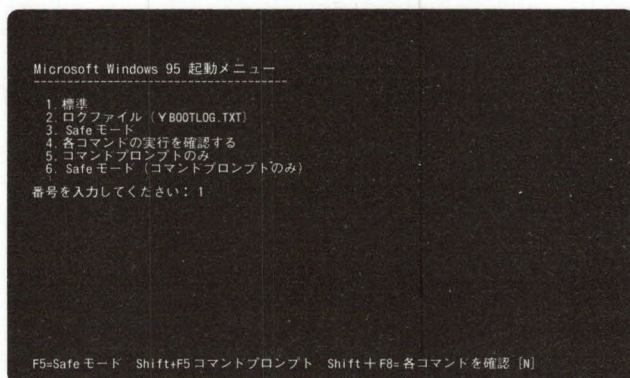 Microsoft Windows 95 起動メニュー
1. 標準
2. ログファイル (¥BOOTLOG.TXT)
3. Safe モード
4. 各コマンドの実行を確認する
5. コマンドプロンプトのみ
6. Safe モード (コマンドプロンプトのみ)
番号を入力してください: 1
F5=Safe モード Shift+F5 コマンドプロンプト Shift+F8= 各コマンドを確認 [N]